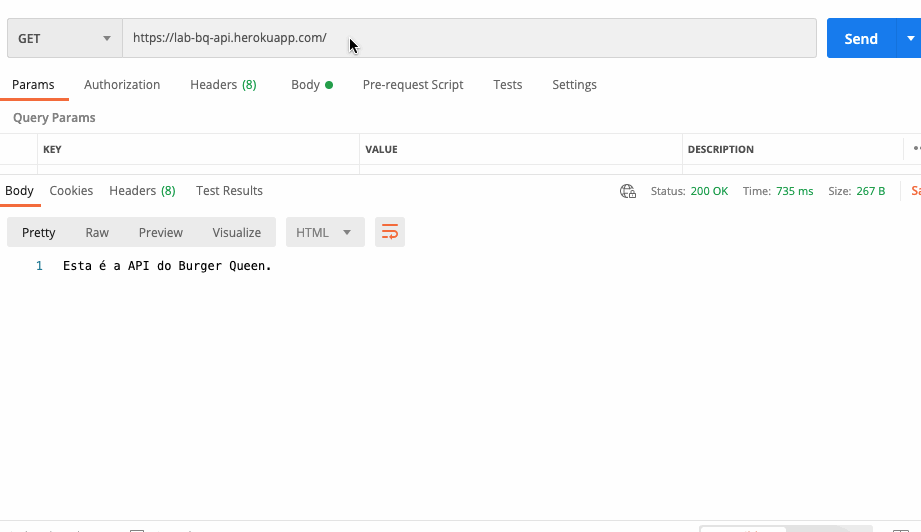 GET https://lab-bq-api.herokuapp.com/ Send
Params Authorization Headers (8) Body Pre-request Script Tests Settings
Query Params
KEY VALUE DESCRIPTION
Body Cookies Headers (8) Test Results Status: 200 OK Time: 735 ms Size: 267 B
Pretty Raw Preview Visualize HTML
1 Esta é a API do Burger Queen.